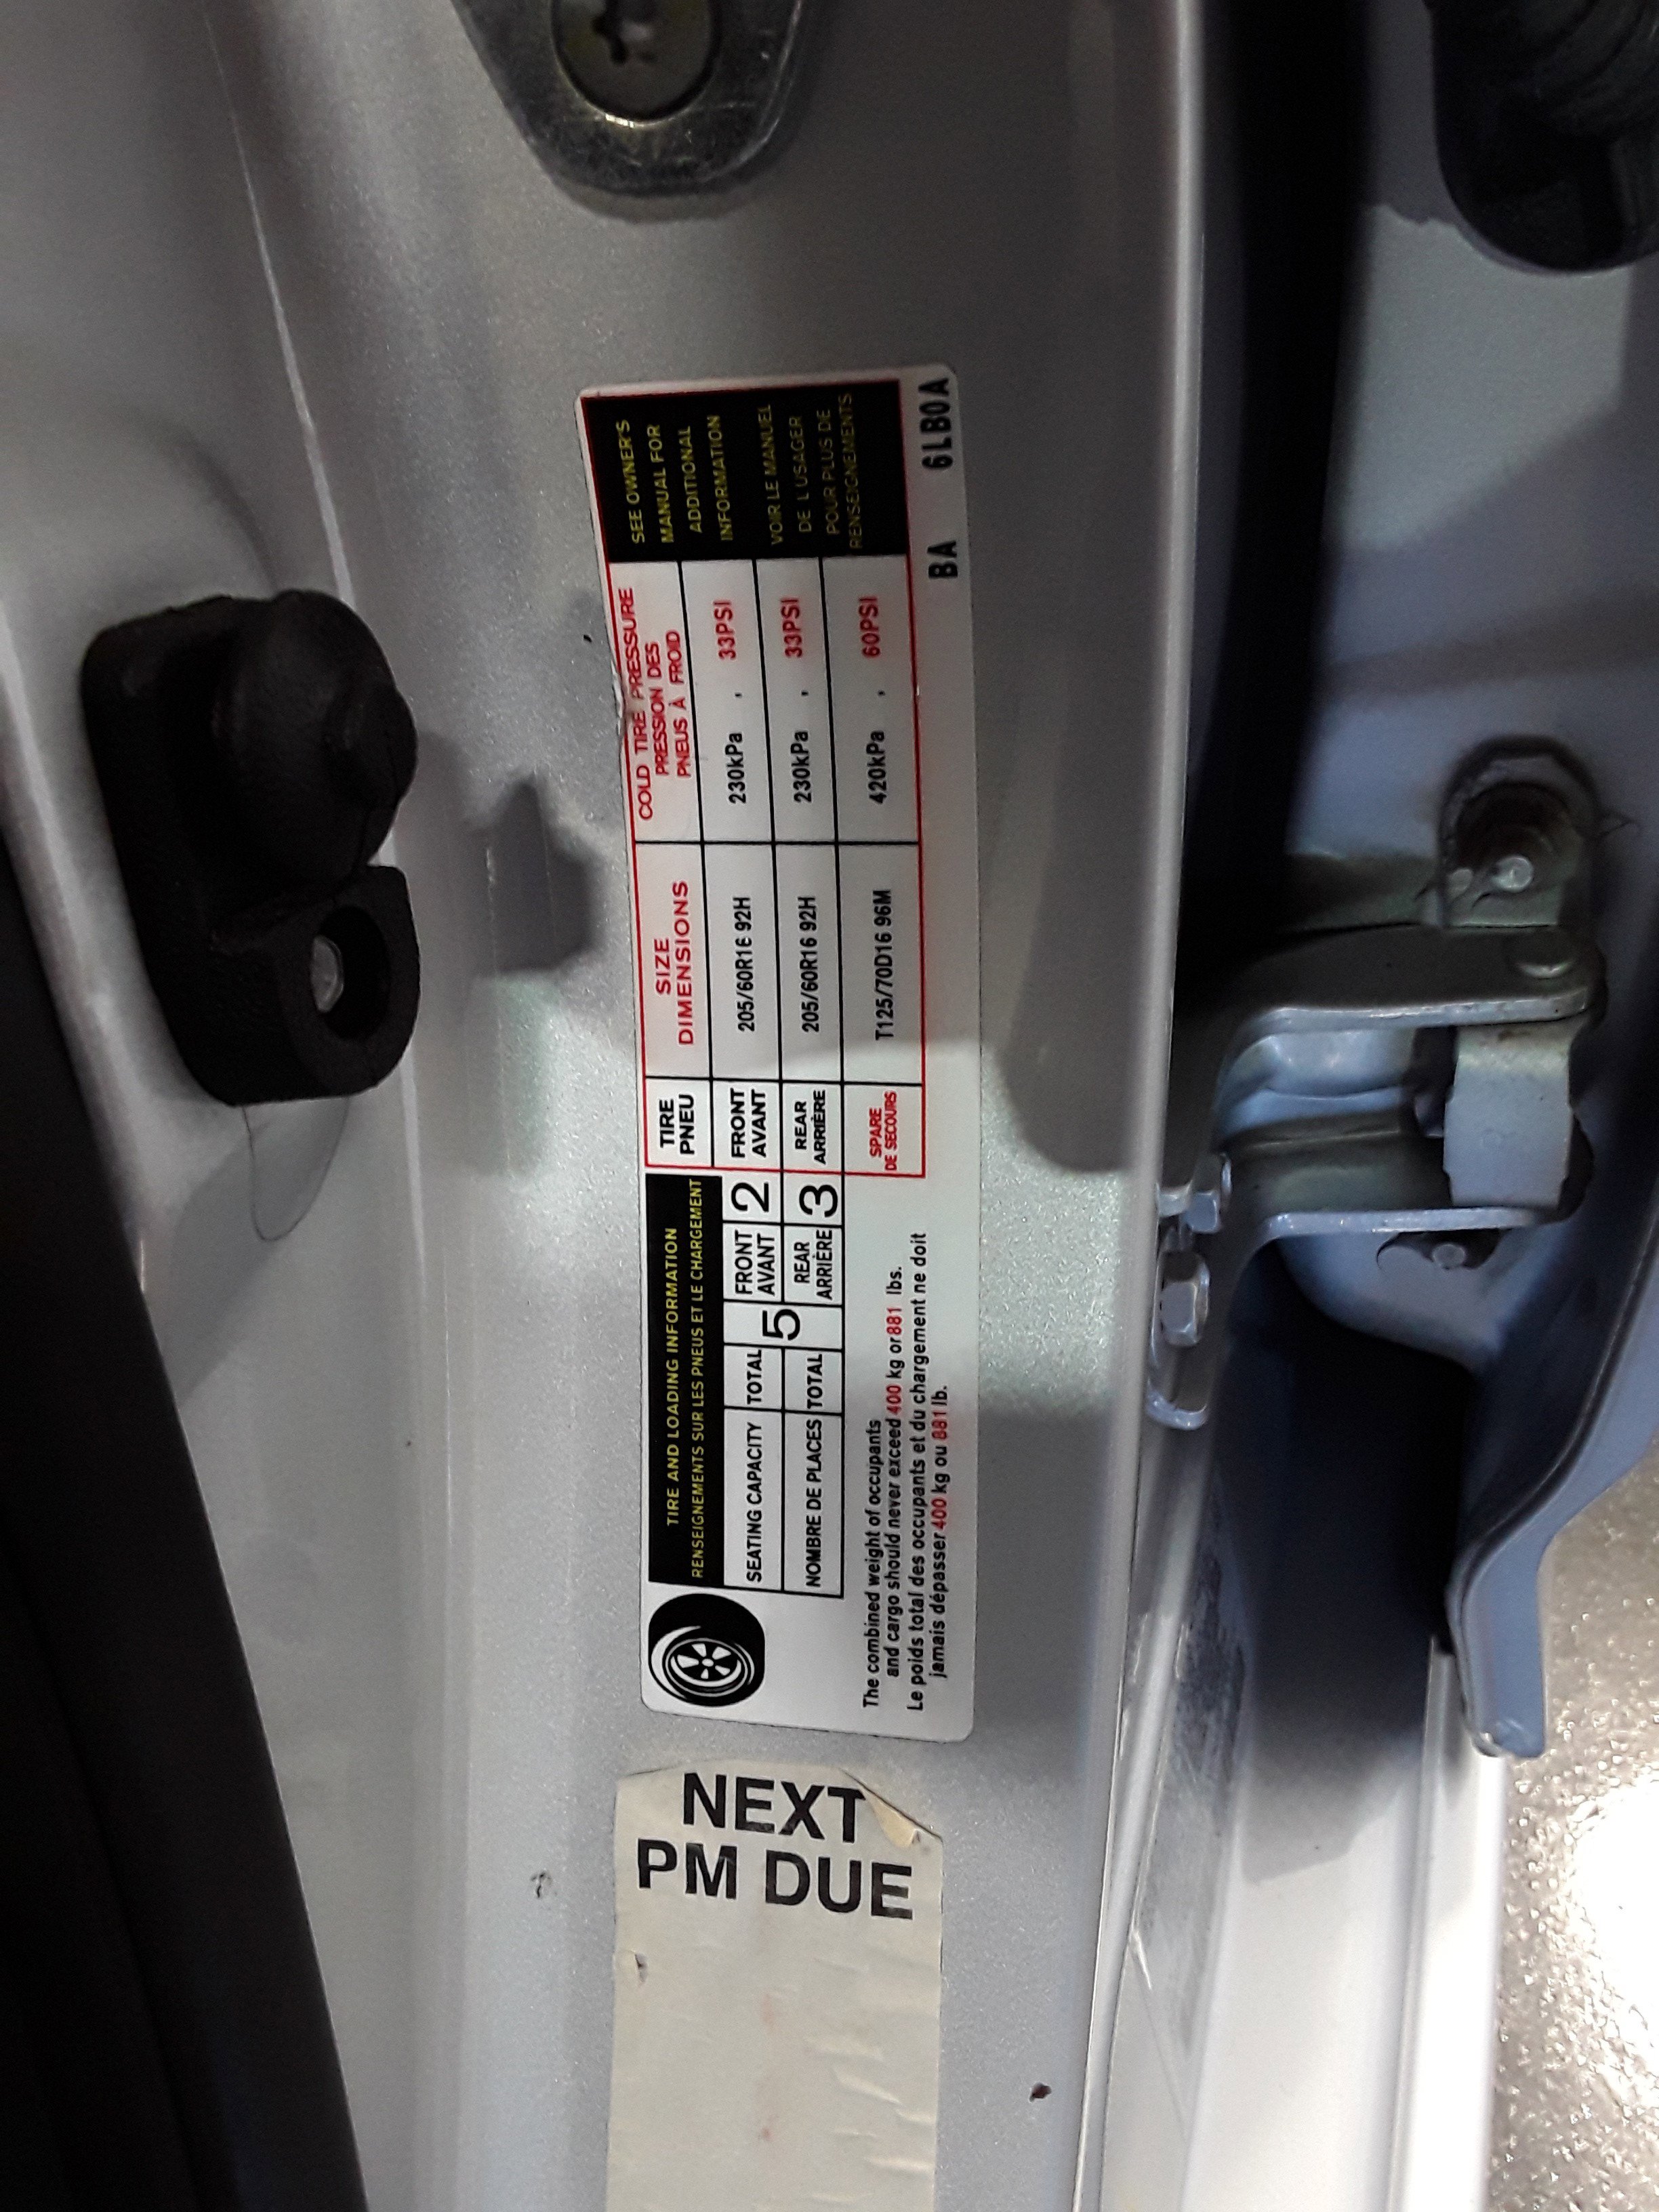 TIRE AND LOADING INFORMATION
RENSEIGNEMENTS SUR LES PNEUS ET LE CHARGEMENT
SEATING CAPACITY TOTAL 5 FRONT AVANT 2
NOMBRE DE PLACES TOTAL REAR ARRIÈRE 3
The combined weight of occupants
and cargo should never exceed 400 kg or 881 lbs.
Le poids total des occupants et du chargement ne doit
jamais dépasser 400 kg ou 881 lb.
TIRE
PNEU
SIZE
DIMENSIONS
COLD TIRE PRESSURE
PRESSION DES
PNEUS À FROID
FRONT
AVANT
205/60R16 92H
230kPa , 33PSI
REAR
ARRIÈRE
205/60R16 92H
230kPa , 33PSI
SPARE
DE SECOURS
T125/70D16 96M
420kPa , 60PSI
SEE OWNER'S
MANUAL FOR
ADDITIONAL
INFORMATION
VOIR LE MANUEL
DE L'USAGER
POUR PLUS DE
RENSEIGNEMENTS
BA 6LB0A
NEXT
PM DUE